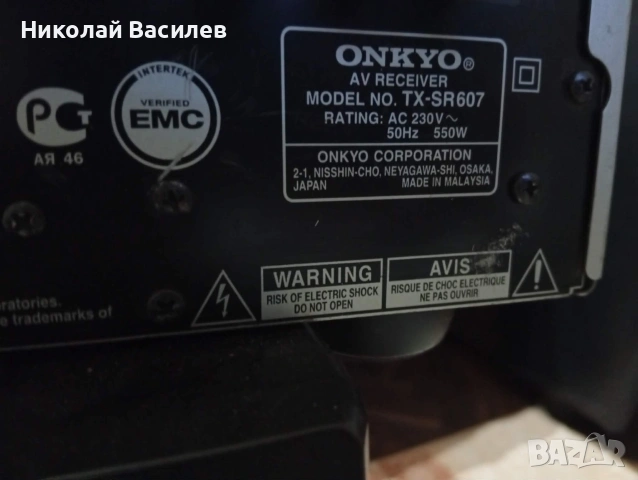 Николай Василев
INTERTEK
VERIFIED
EMC
РСТ
АЯ 46
ONKYO®
AV RECEIVER
MODEL NO. TX-SR607
RATING: AC 230V ~
50Hz 550W
ONKYO CORPORATION
2-1, NISSHIN-CHO, NEYAGAWA-SHI, OSAKA,
JAPAN MADE IN MALAYSIA
WARNING
RISK OF ELECTRIC SHOCK
DO NOT OPEN
AVIS
RISQUE DE CHOC ELECTRIQUE
NE PAS OUVRIR
oratories.
e trademarks of
BAZAR